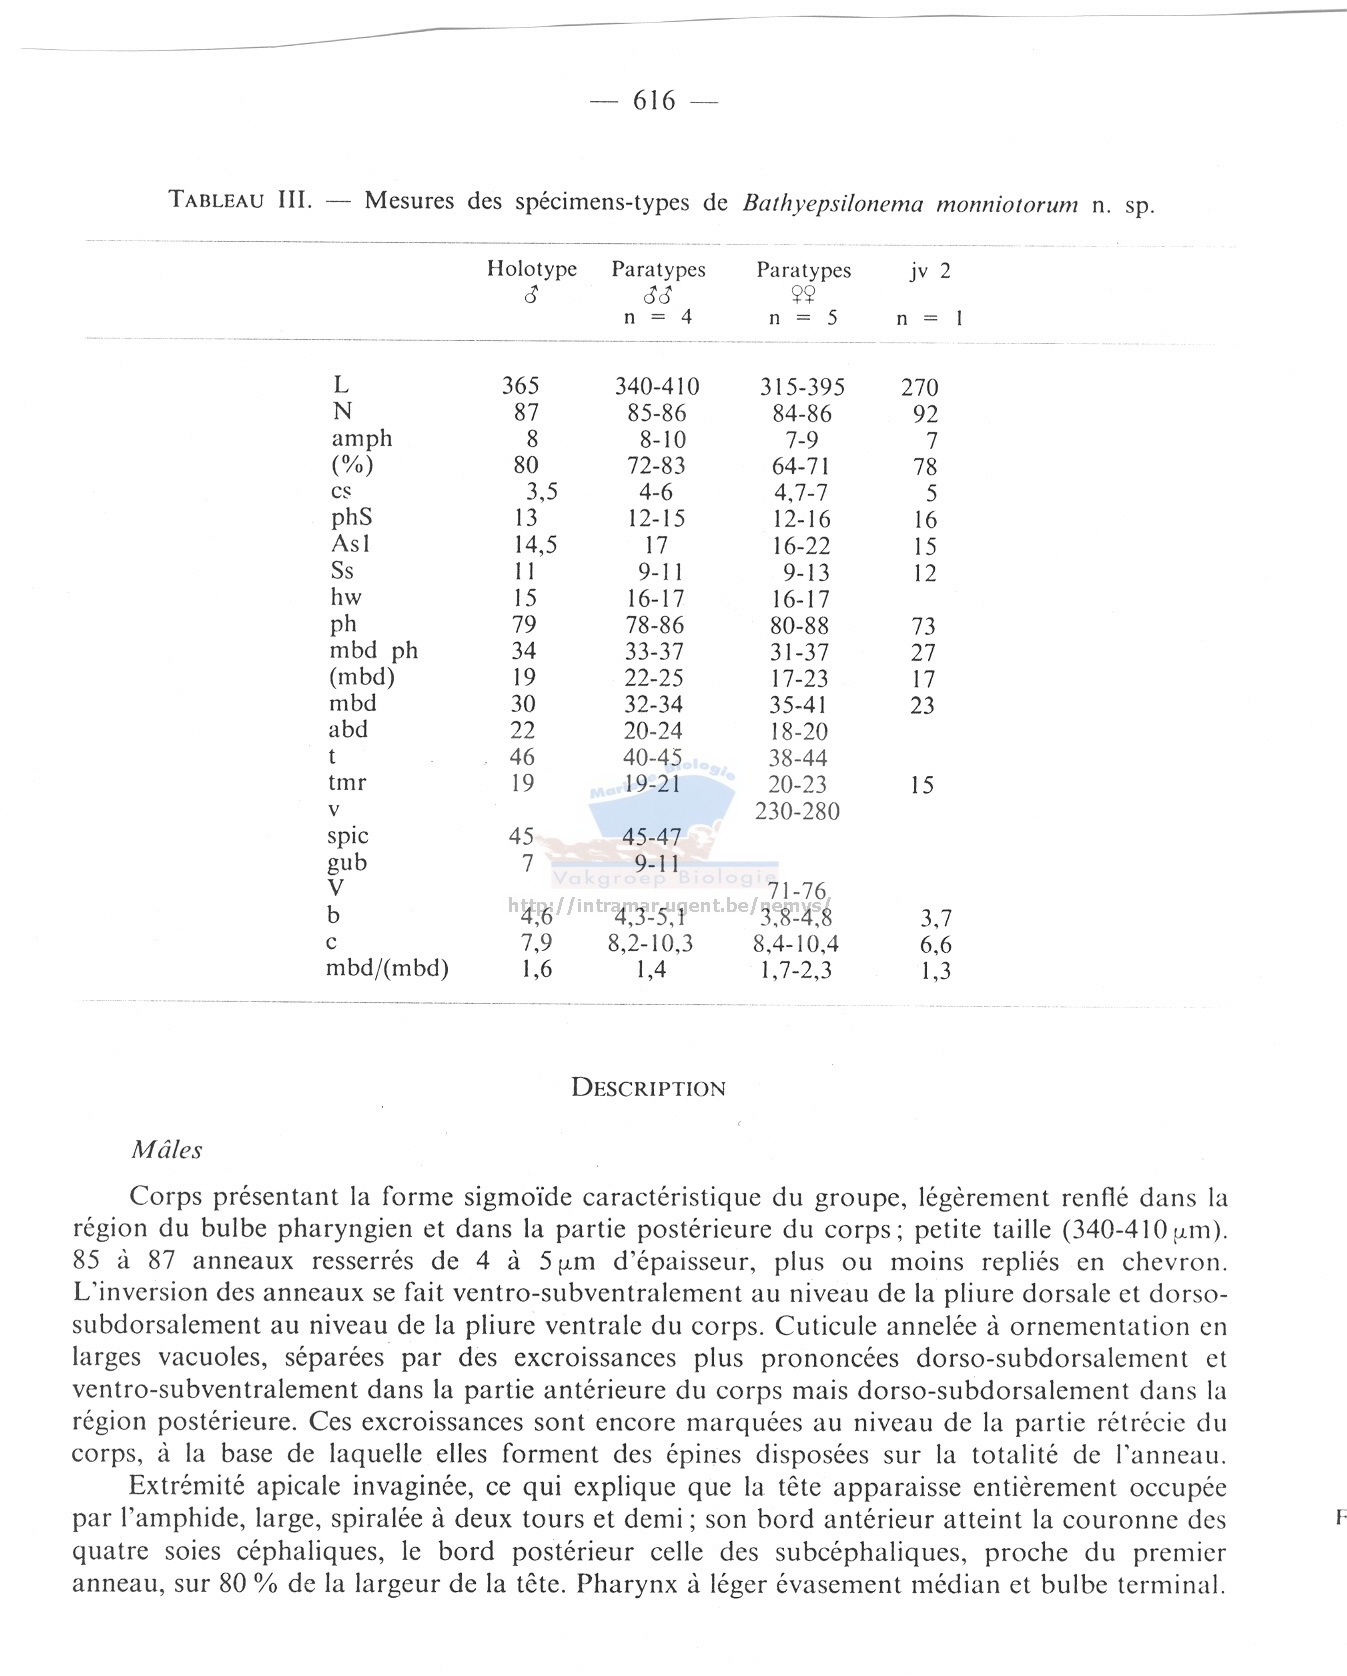 — 616 —
TABLEAU III. — Mesures des spécimens-types de Bathyepsilonema monniotorum n. sp.
Holotype Paratypes Paratypes jv 2
♂ ♂♂ ♀♀
n = 4 n = 5 n = 1
L 365 340-410 315-395 270
N 87 85-86 84-86 92
amph 8 8-10 7-9 7
(%) 80 72-83 64-71 78
cs 3,5 4-6 4,7-7 5
phS 13 12-15 12-16 16
As1 14,5 17 16-22 15
Ss 11 9-11 9-13 12
hw 15 16-17 16-17
ph 79 78-86 80-88 73
mbd ph 34 33-37 31-37 27
(mbd) 19 22-25 17-23 17
mbd 30 32-34 35-41 23
abd 22 20-24 18-20
t 46 40-45 38-44
tmr 19 19-21 20-23 15
v 230-280
spic 45 45-47
gub 7 9-11
V 71-76
b 4,6 4,3-5,1 3,8-4,8 3,7
c 7,9 8,2-10,3 8,4-10,4 6,6
mbd/(mbd) 1,6 1,4 1,7-2,3 1,3
Mariene Biologie
Vakgroep Biologie
http://intramar.ugent.be/nemys/
DESCRIPTION
Mâles
Corps présentant la forme sigmoïde caractéristique du groupe, légèrement renflé dans la
région du bulbe pharyngien et dans la partie postérieure du corps ; petite taille (340-410 µm).
85 à 87 anneaux resserrés de 4 à 5 µm d'épaisseur, plus ou moins repliés en chevron.
L'inversion des anneaux se fait ventro-subventralement au niveau de la pliure dorsale et dorso-
subdorsalement au niveau de la pliure ventrale du corps. Cuticule annelée à ornementation en
larges vacuoles, séparées par des excroissances plus prononcées dorso-subdorsalement et
ventro-subventralement dans la partie antérieure du corps mais dorso-subdorsalement dans la
région postérieure. Ces excroissances sont encore marquées au niveau de la partie rétrécie du
corps, à la base de laquelle elles forment des épines disposées sur la totalité de l'anneau.
Extrémité apicale invaginée, ce qui explique que la tête apparaisse entièrement occupée
par l'amphide, large, spiralée à deux tours et demi ; son bord antérieur atteint la couronne des
quatre soies céphaliques, le bord postérieur celle des subcéphaliques, proche du premier
anneau, sur 80 % de la largeur de la tête. Pharynx à léger évasement médian et bulbe terminal.